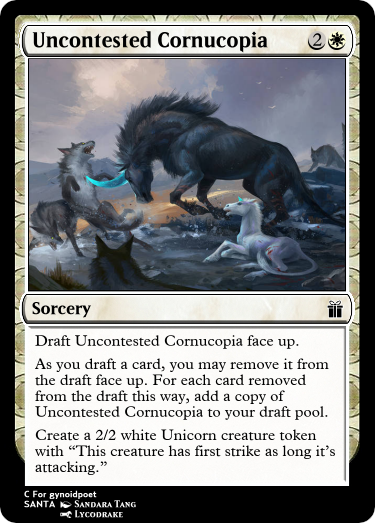 Uncontested Cornucopia 2
Sorcery
Draft Uncontested Cornucopia face up.
As you draft a card, you may remove it from
the draft face up. For each card removed
from the draft this way, add a copy of
Uncontested Cornucopia to your draft pool.
Create a 2/2 white Unicorn creature token
with “This creature has first strike as long it’s
attacking.”
C For gynoidpoet
SANTA Sandara Tang
Lycodrake